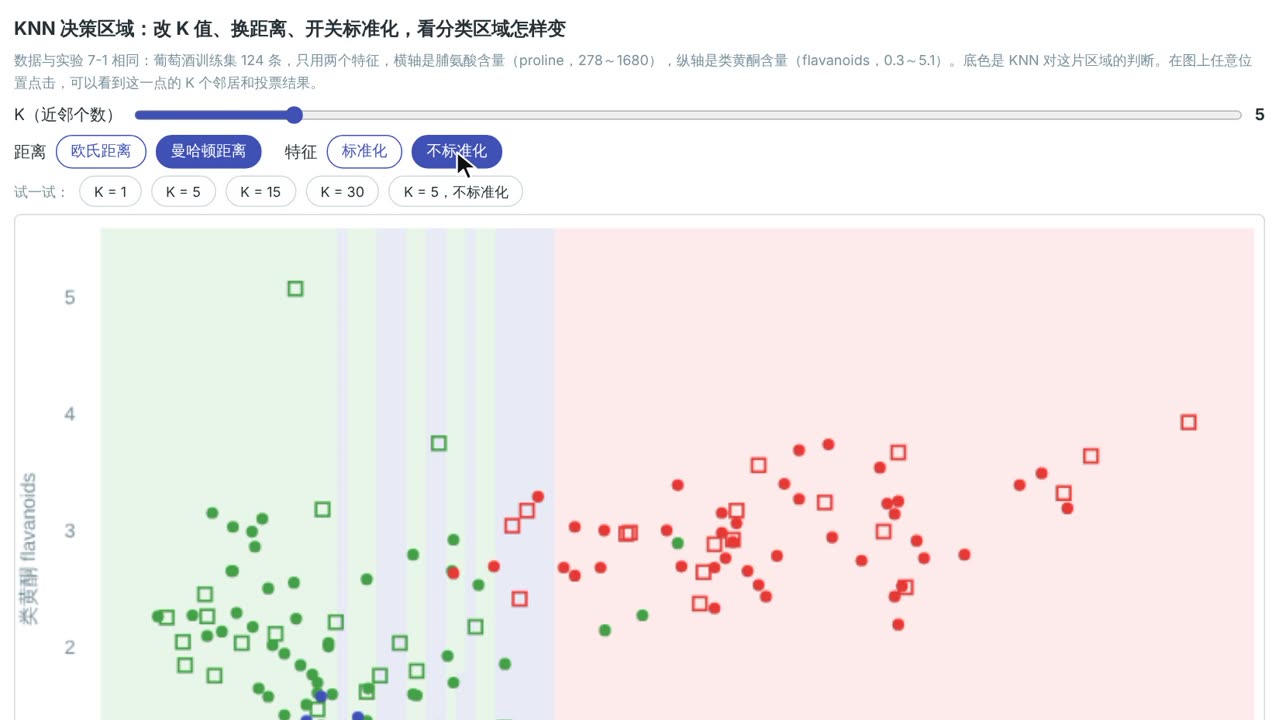 KNN 决策区域：改 K 值、换距离、开关标准化，看分类区域怎样变
数据与实验 7-1 相同：葡萄酒训练集 124 条，只用两个特征，横轴是脯氨酸含量（proline，278～1680），纵轴是类黄酮含量（flavanoids，0.3～5.1）。底色是 KNN 对这片区域的判断。在图上任意位
置点击，可以看到这一点的 K 个邻居和投票结果。
K（近邻个数） 5
距离 欧氏距离 曼哈顿距离 特征 标准化 不标准化
试一试： K = 1 K = 5 K = 15 K = 30 K = 5，不标准化
5
4
3
2
类黄酮 flavanoids